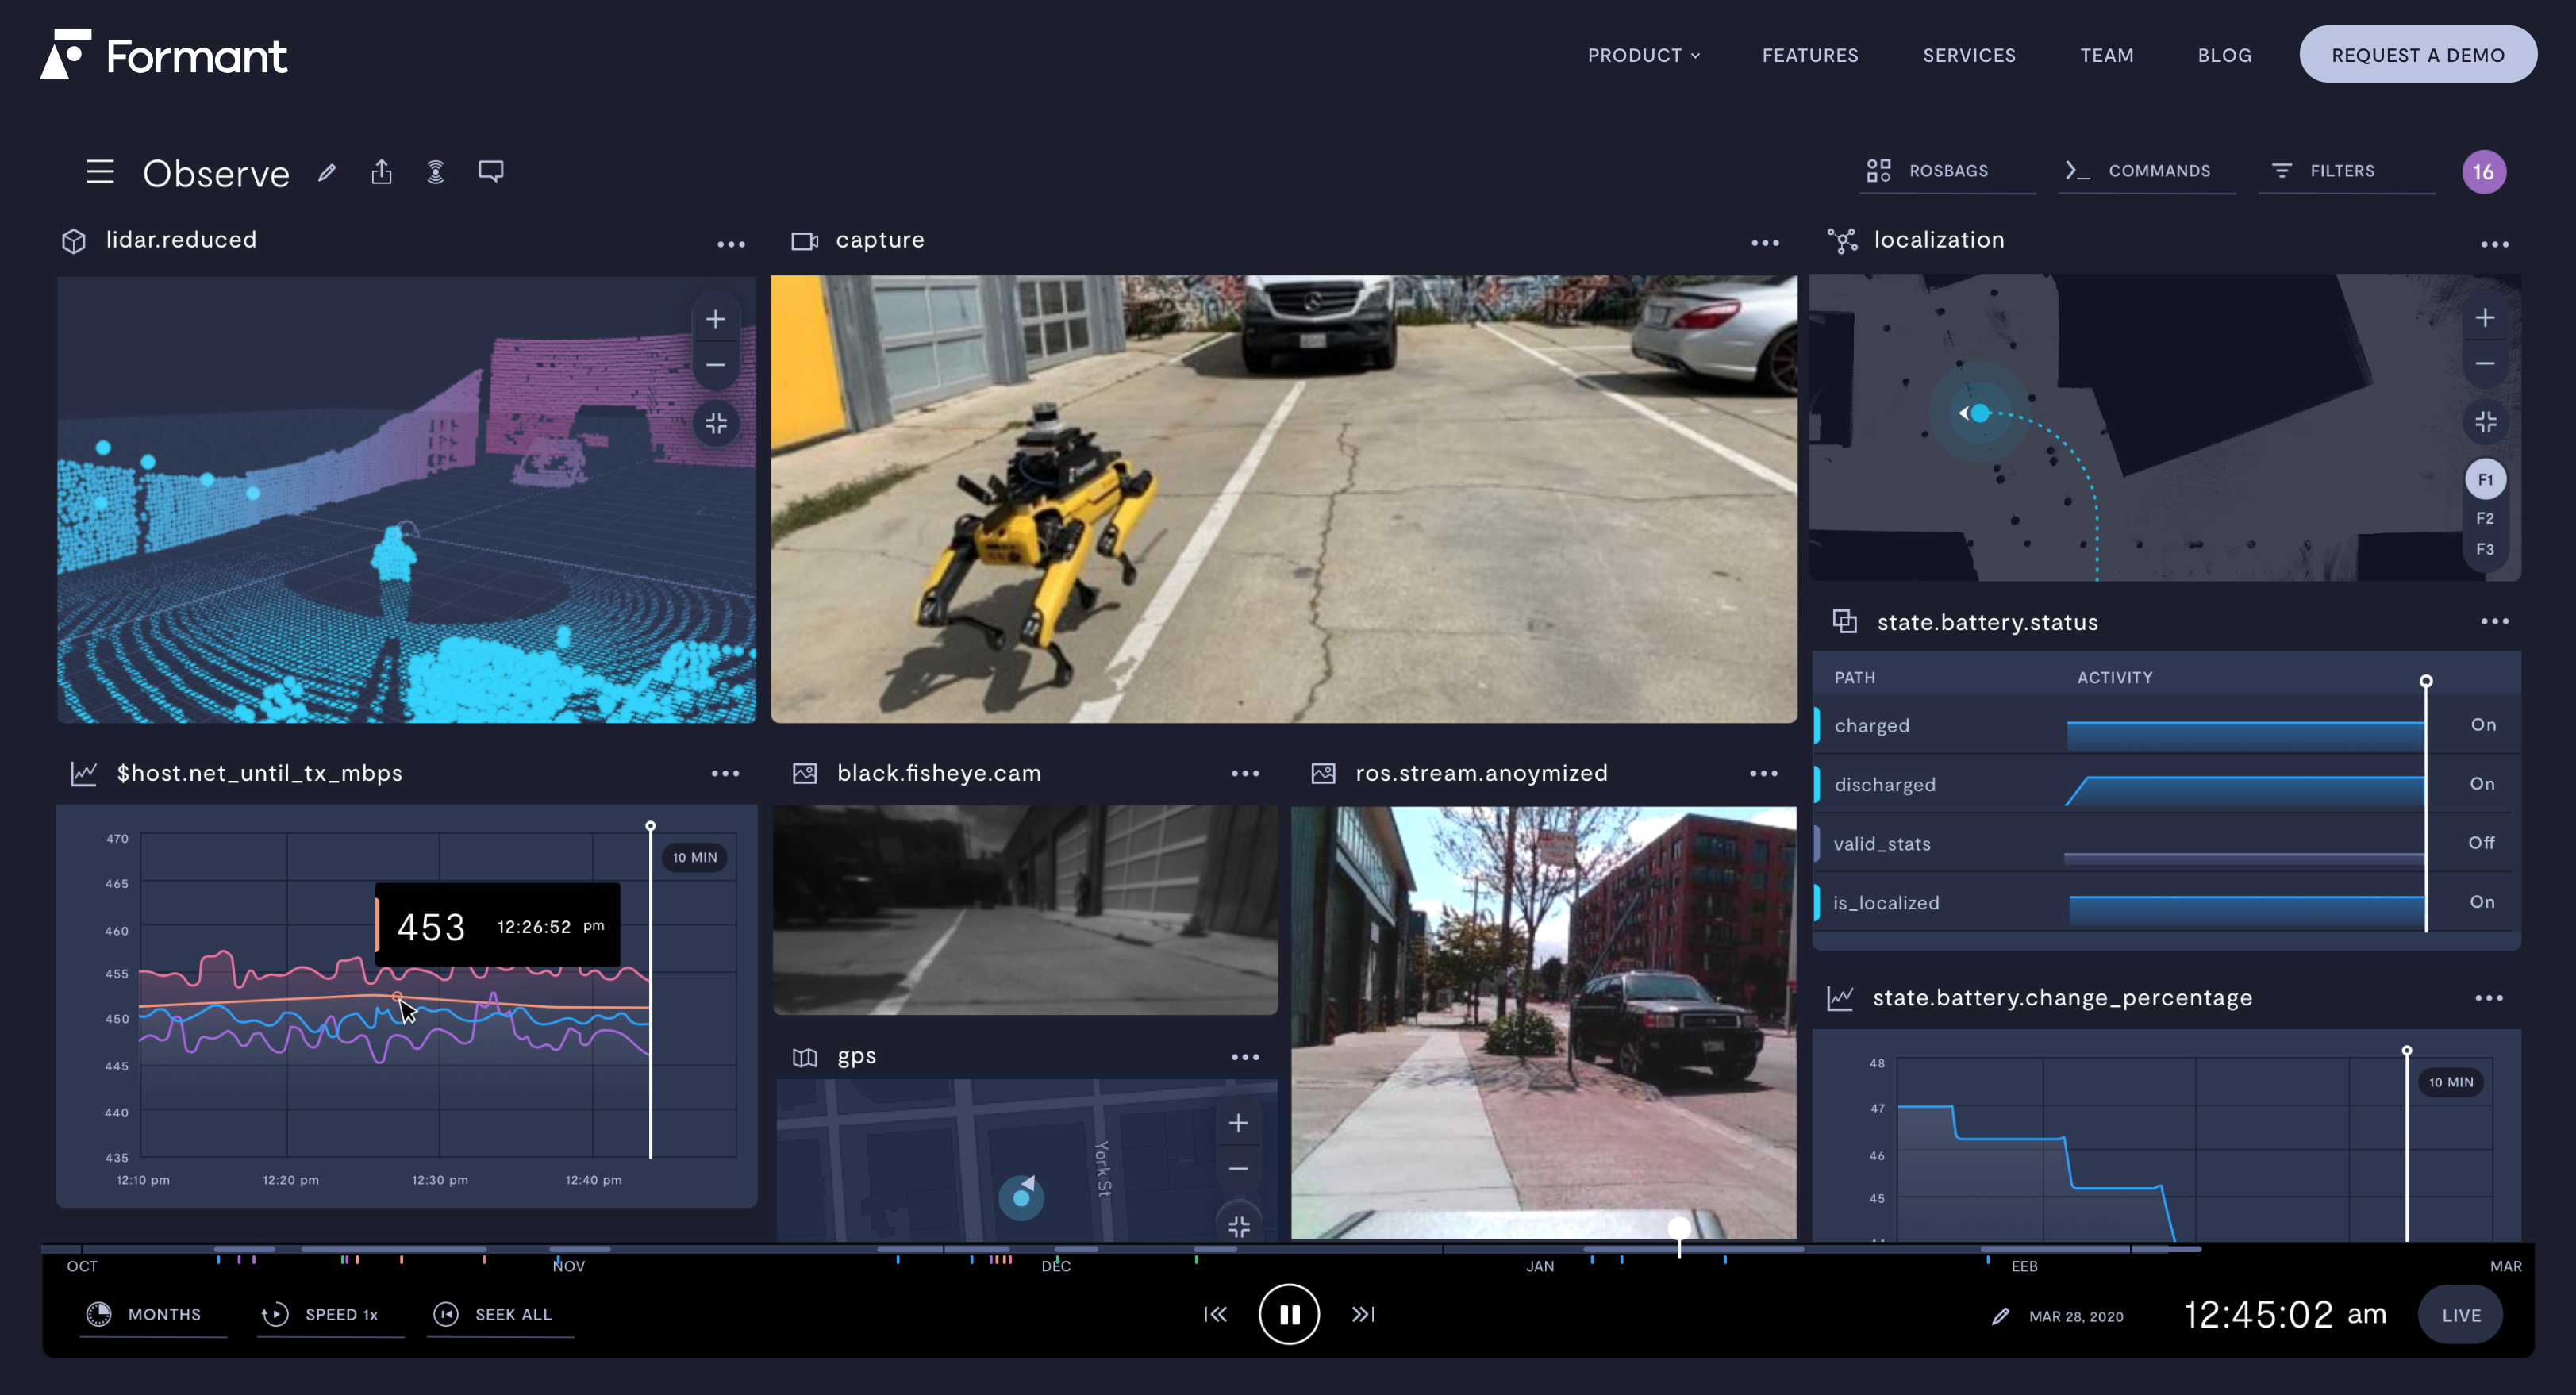 Formant
PRODUCT
FEATURES
SERVICES
TEAM
BLOG
REQUEST A DEMO
Observe
ROSBAGS
COMMANDS
FILTERS
16
lidar.reduced
capture
localization
F1
F2
F3
state.battery.status
PATH
ACTIVITY
charged
On
discharged
On
valid_stats
Off
is_localized
On
$host.net_until_tx_mbps
470
465
460
455
450
445
440
435
12:10 pm
12:20 pm
12:30 pm
12:40 pm
10 MIN
453
12:26:52 pm
black.fisheye.cam
ros.stream.anoymized
gps
York St
state.battery.change_percentage
48
47
46
45
10 MIN
OCT
NOV
DEC
JAN
EEB
MAR
MONTHS
SPEED 1x
SEEK ALL
MAR 28, 2020
12:45:02 am
LIVE